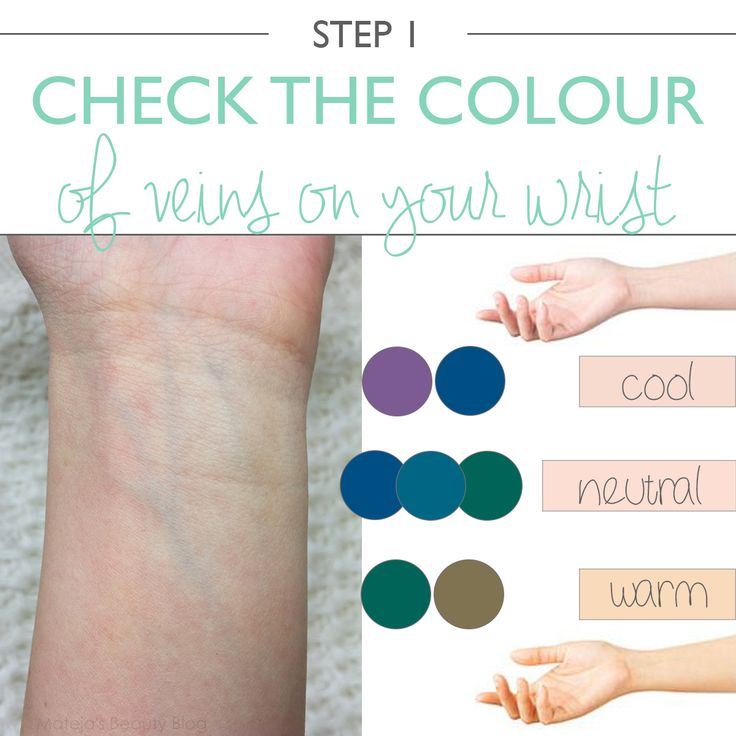 STEP 1
CHECK THE COLOUR
of veins on your wrist
cool
neutral
warm
Mateja's Beauty Blog